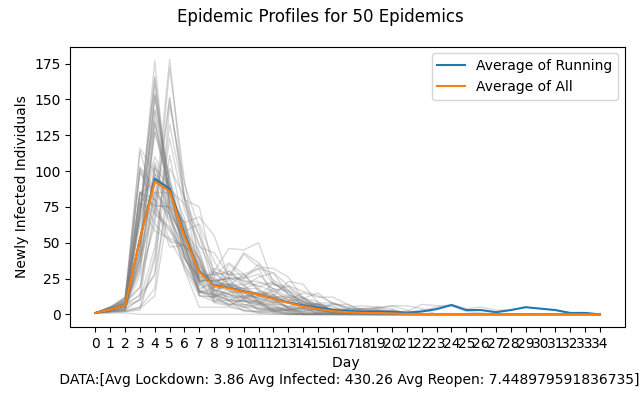 Epidemic Profiles for 50 Epidemics
Newly Infected Individuals
175
150
125
100
75
50
25
0
Average of Running
Average of All
0 1 2 3 4 5 6 7 8 9 10 11 12 13 14 15 16 17 18 19 20 21 22 23 24 25 26 27 28 29 30 31 32 33 34
Day
DATA:[Avg Lockdown: 3.86 Avg Infected: 430.26 Avg Reopen: 7.448979591836735]